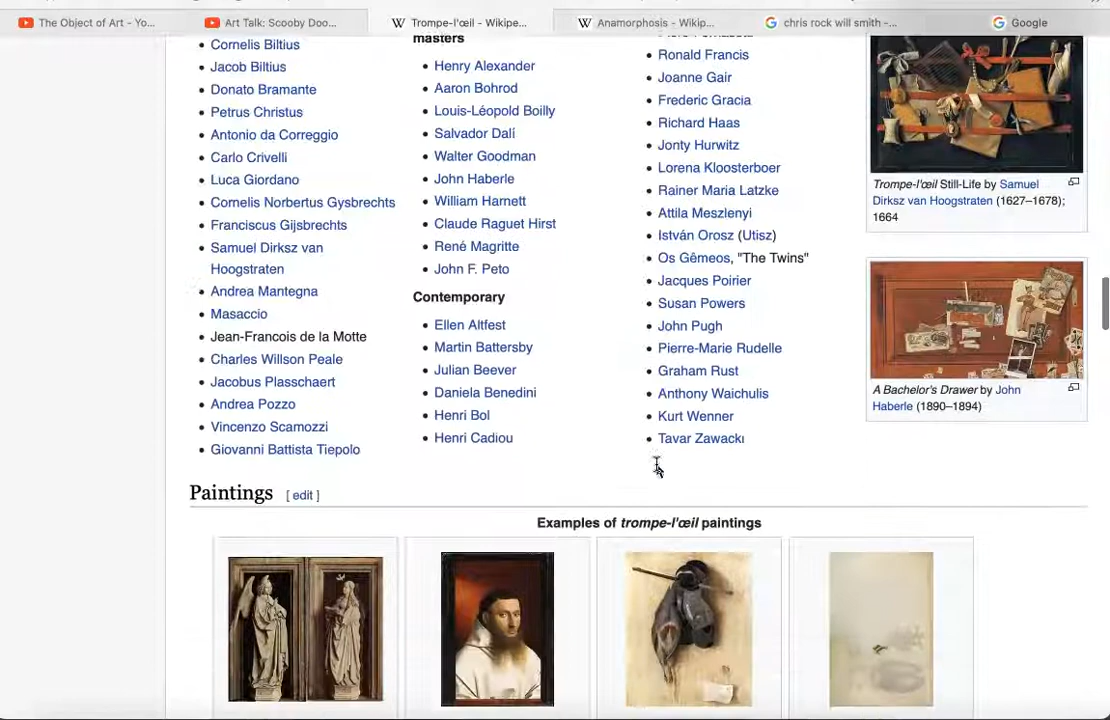 The Object of Art - Yo...
Art Talk: Scooby Doo...
Trompe-l'œil - Wikipe...
Anamorphosis - Wikip...
chris rock will smith -...
Google
Cornelis Biltius
Jacob Biltius
Donato Bramante
Petrus Christus
Antonio da Correggio
Carlo Crivelli
Luca Giordano
Cornelis Norbertus Gysbrechts
Franciscus Gijsbrechts
Samuel Dirksz van
Hoogstraten
Andrea Mantegna
Masaccio
Jean-Francois de la Motte
Charles Willson Peale
Jacobus Plasschaert
Andrea Pozzo
Vincenzo Scamozzi
Giovanni Battista Tiepolo
masters
Henry Alexander
Aaron Bohrod
Louis-Léopold Boilly
Salvador Dalí
Walter Goodman
John Haberle
William Harnett
Claude Raguet Hirst
René Magritte
John F. Peto
Contemporary
Ellen Altfest
Martin Battersby
Julian Beever
Daniela Benedini
Henri Bol
Henri Cadiou
Ronald Francis
Joanne Gair
Frederic Gracia
Richard Haas
Jonty Hurwitz
Lorena Kloosterboer
Rainer Maria Latzke
Attila Meszlenyi
István Orosz (Utisz)
Os Gêmeos, "The Twins"
Jacques Poirier
Susan Powers
John Pugh
Pierre-Marie Rudelle
Graham Rust
Anthony Waichulis
Kurt Wenner
Tavar Zawacki
Trompe-l'œil Still-Life by Samuel
Dirksz van Hoogstraten (1627–1678);
1664
A Bachelor's Drawer by John
Haberle (1890–1894)
Paintings [ edit ]
Examples of trompe-l'œil paintings